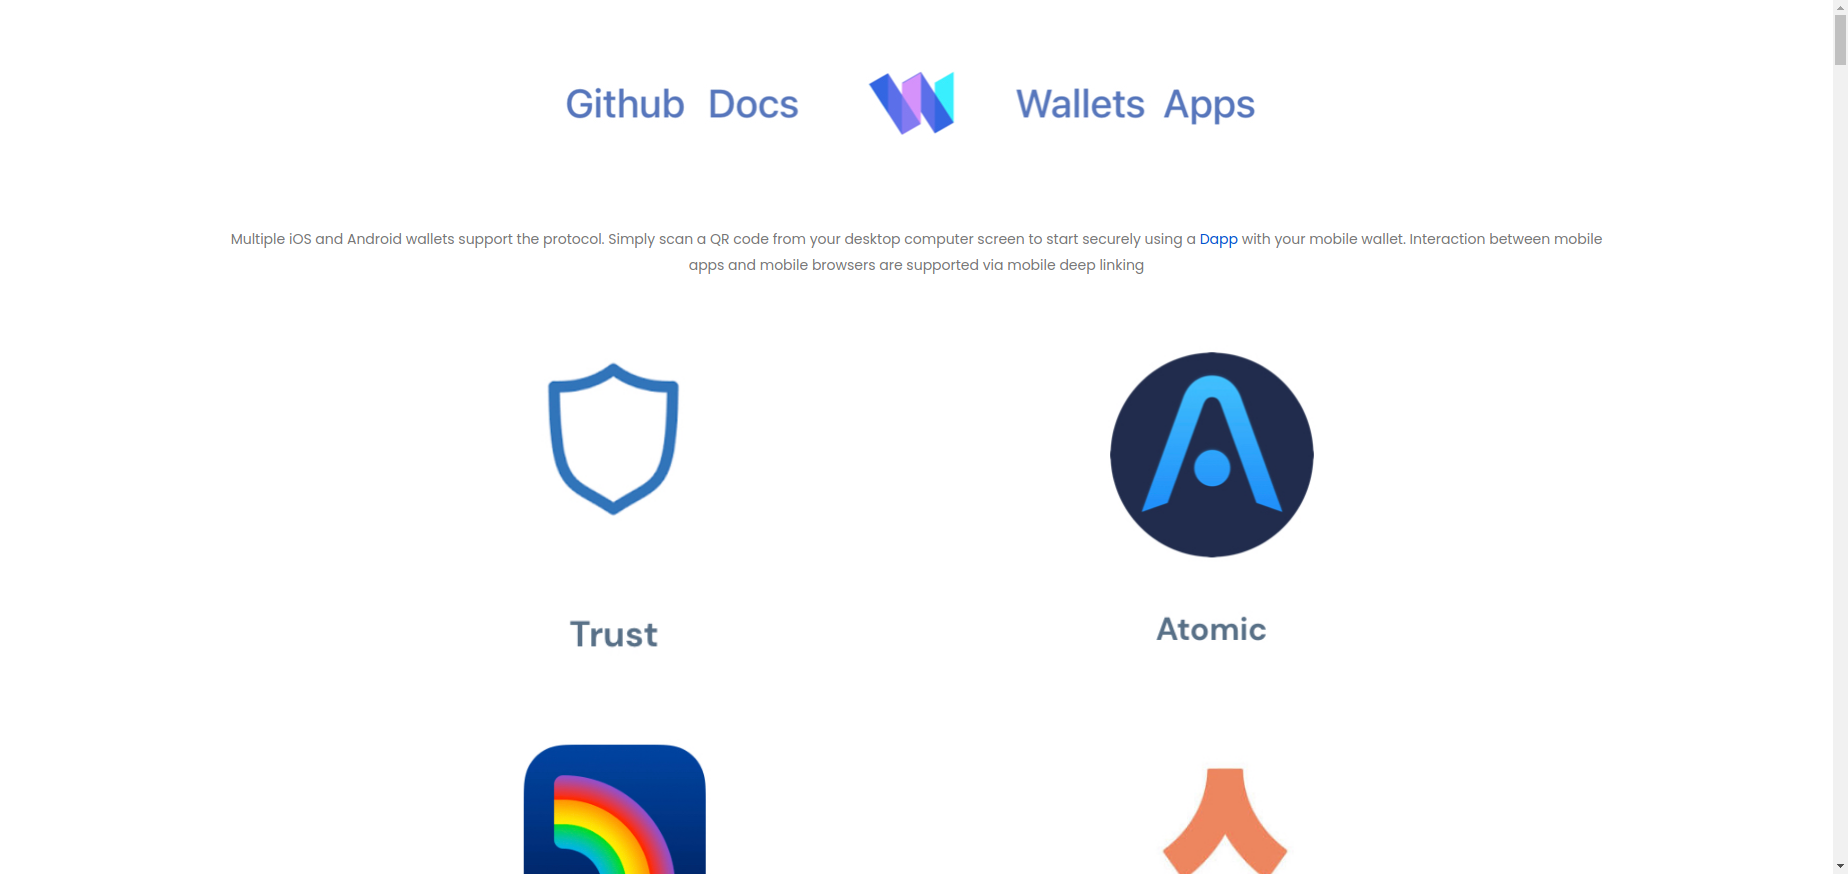 Github Docs Wallets Apps
Multiple iOS and Android wallets support the protocol. Simply scan a QR code from your desktop computer screen to start securely using a Dapp with your mobile wallet. Interaction between mobile
apps and mobile browsers are supported via mobile deep linking
Trust
Atomic